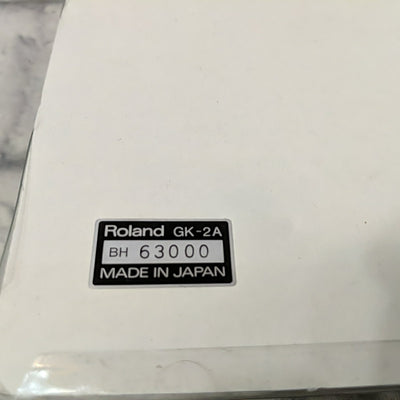 Roland GK-2A
BH 63000
MADE IN JAPAN